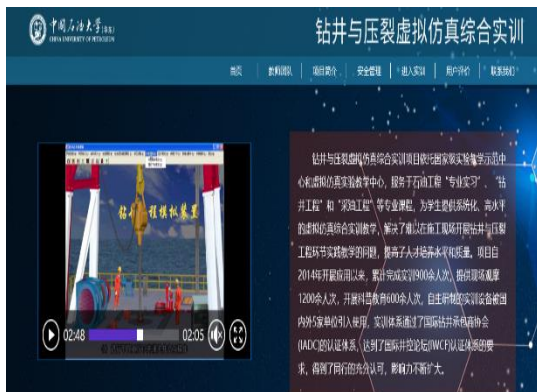 中国石油大学(华东)
CHINA UNIVERSITY OF PETROLEUM
钻井与压裂虚拟仿真综合实训
首页 教师团队 项目简介 安全管理 进入实训 用户评价 联系我们
钻井 程模拟装置
02:48 02:05
钻井与压裂虚拟仿真综合实训项目依托国家级实验教学示范中
心和虚拟仿真实验教学中心，服务于石油工程“专业实习”、“钻
井工程”和“采油工程”等专业课程，为学生提供系统化、高水平
的虚拟仿真综合实训教学，解决了难以在施工现场开展钻井与压裂
工程环节实践教学的问题，提高了人才培养水平和质量。项目自
2014年开展应用以来，累计完成实训900余人次，提供现场观摩
1200余人次，开展科普教育600余人次，自主研制的实训设备被国
内外5家单位引入使用，实训体系通过了国际钻井承包商协会
(IADC)的认证体系，达到了国际井控论坛(IWCF)认证体系的要
求，得到了同行的充分认可，影响力不断扩大。